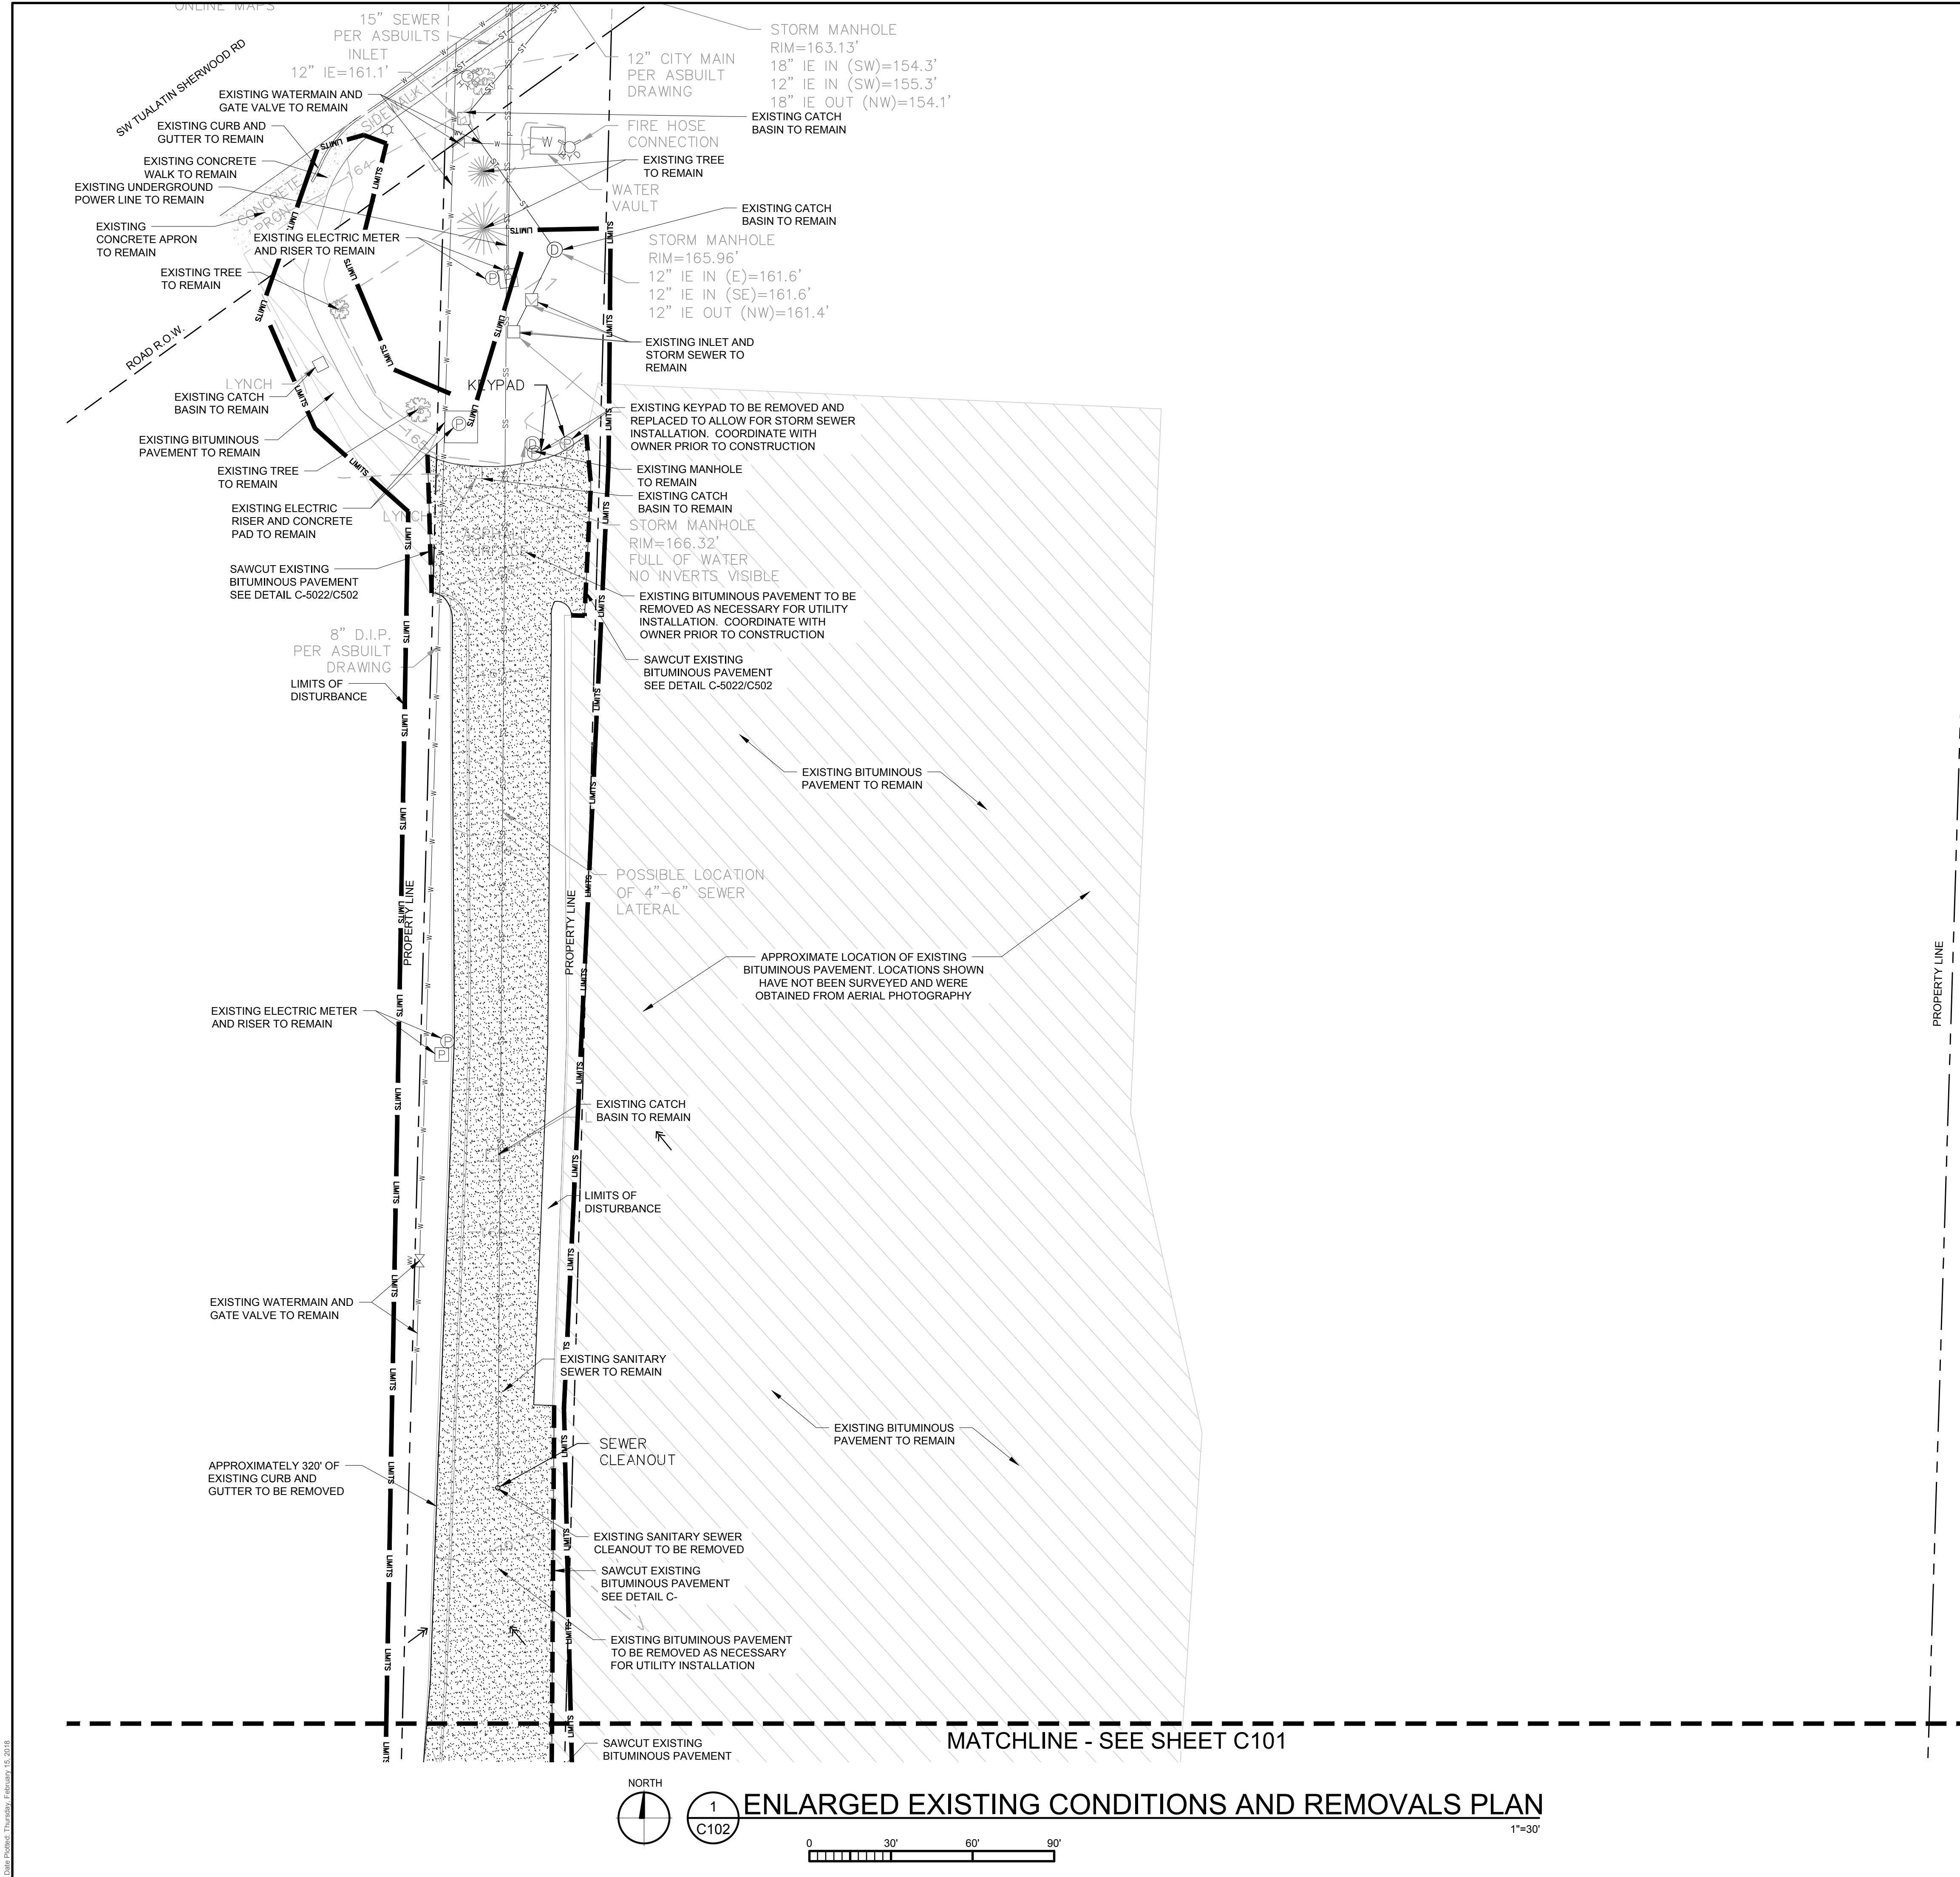 ONLINE MAPS
15" SEWER
PER ASBUILTS
INLET
12" IE=161.1'
SW TUALATIN SHERWOOD RD
EXISTING WATERMAIN AND
GATE VALVE TO REMAIN
SIDEWALK
EXISTING CURB AND
GUTTER TO REMAIN
EXISTING CONCRETE
WALK TO REMAIN
EXISTING UNDERGROUND
POWER LINE TO REMAIN
CONCRETE
APRON
164
EXISTING
CONCRETE APRON
TO REMAIN
EXISTING ELECTRIC METER
AND RISER TO REMAIN
EXISTING TREE
TO REMAIN
ROAD R.O.W.
12" CITY MAIN
PER ASBUILT
DRAWING
STORM MANHOLE
RIM=163.13'
18" IE IN (SW)=154.3'
12" IE IN (SW)=155.3'
18" IE OUT (NW)=154.1'
EXISTING CATCH
BASIN TO REMAIN
FIRE HOSE
CONNECTION
EXISTING TREE
TO REMAIN
WATER
VAULT
EXISTING CATCH
BASIN TO REMAIN
STORM MANHOLE
RIM=165.96'
12" IE IN (E)=161.6'
12" IE IN (SE)=161.6'
12" IE OUT (NW)=161.4'
EXISTING INLET AND
STORM SEWER TO
REMAIN
LYNCH
EXISTING CATCH
BASIN TO REMAIN
KEYPAD
EXISTING BITUMINOUS
PAVEMENT TO REMAIN
165
EXISTING TREE
TO REMAIN
EXISTING KEYPAD TO BE REMOVED AND
REPLACED TO ALLOW FOR STORM SEWER
INSTALLATION. COORDINATE WITH
OWNER PRIOR TO CONSTRUCTION
EXISTING MANHOLE
TO REMAIN
EXISTING CATCH
BASIN TO REMAIN
EXISTING ELECTRIC
RISER AND CONCRETE
PAD TO REMAIN
LYNCH
ASPHALT
SURFACE
STORM MANHOLE
RIM=166.32'
FULL OF WATER
NO INVERTS VISIBLE
SAWCUT EXISTING
BITUMINOUS PAVEMENT
SEE DETAIL C-5022/C502
EXISTING BITUMINOUS PAVEMENT TO BE
REMOVED AS NECESSARY FOR UTILITY
INSTALLATION. COORDINATE WITH
OWNER PRIOR TO CONSTRUCTION
8" D.I.P.
PER ASBUILT
DRAWING
SAWCUT EXISTING
BITUMINOUS PAVEMENT
SEE DETAIL C-5022/C502
LIMITS OF
DISTURBANCE
LIMITS
EXISTING BITUMINOUS
PAVEMENT TO REMAIN
POSSIBLE LOCATION
OF 4"-6" SEWER
LATERAL
PROPERTY LINE
PROPERTY LINE
PROPERTY LINE
APPROXIMATE LOCATION OF EXISTING
BITUMINOUS PAVEMENT. LOCATIONS SHOWN
HAVE NOT BEEN SURVEYED AND WERE
OBTAINED FROM AERIAL PHOTOGRAPHY
EXISTING ELECTRIC METER
AND RISER TO REMAIN
EXISTING CATCH
BASIN TO REMAIN
LIMITS OF
DISTURBANCE
EXISTING WATERMAIN AND
GATE VALVE TO REMAIN
EXISTING SANITARY
SEWER TO REMAIN
EXISTING BITUMINOUS
PAVEMENT TO REMAIN
SEWER
CLEANOUT
APPROXIMATELY 320' OF
EXISTING CURB AND
GUTTER TO BE REMOVED
EXISTING SANITARY SEWER
CLEANOUT TO BE REMOVED
SAWCUT EXISTING
BITUMINOUS PAVEMENT
SEE DETAIL C-
EXISTING BITUMINOUS PAVEMENT
TO BE REMOVED AS NECESSARY
FOR UTILITY INSTALLATION
MATCHLINE - SEE SHEET C101
SAWCUT EXISTING
BITUMINOUS PAVEMENT
NORTH
1
C102
ENLARGED EXISTING CONDITIONS AND REMOVALS PLAN
1"=30'
0 30' 60' 90'
Date Plotted: Thursday, February 15, 2018